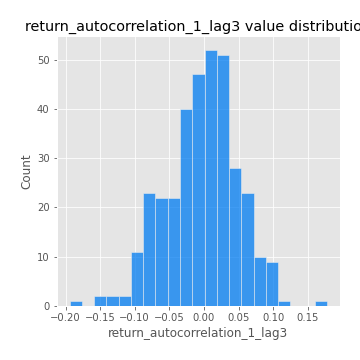 return_autocorrelation_1_lag3 value distributio
50
40
30
20
10
0
Count
−0.20 −0.15 −0.10 −0.05 0.00 0.05 0.10 0.15
return_autocorrelation_1_lag3